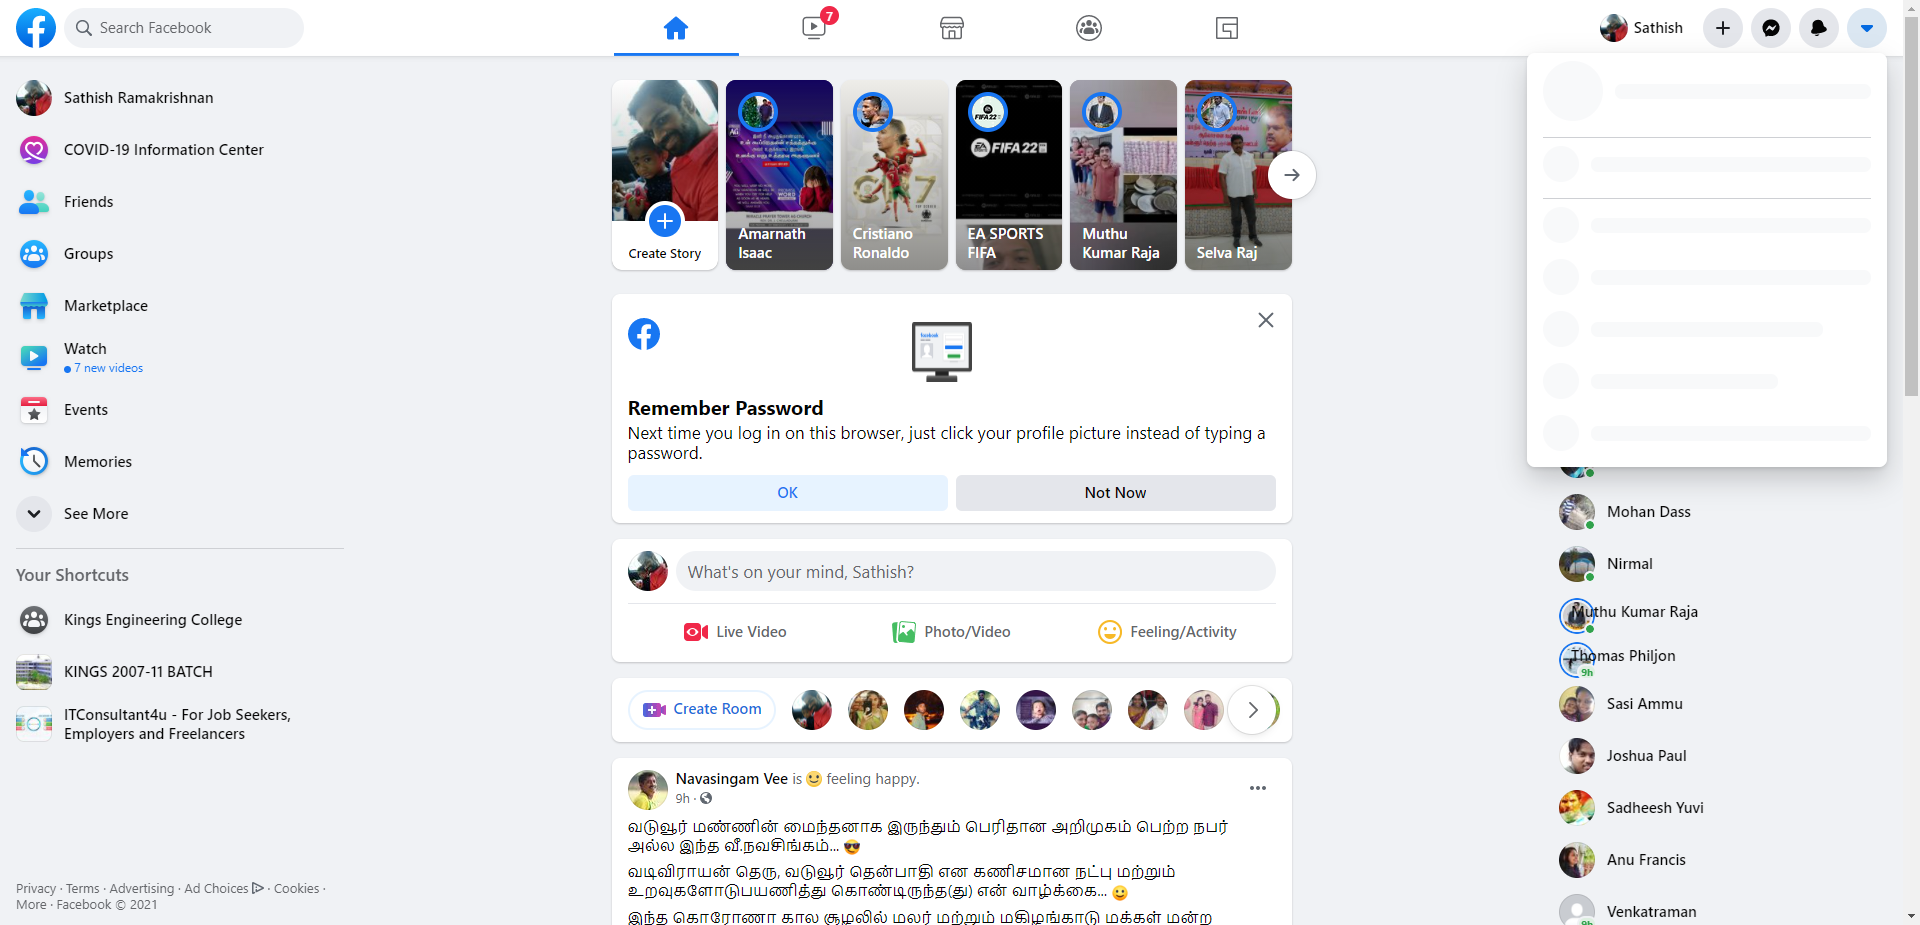 Search Facebook
7
Sathish
Sathish Ramakrishnan
COVID-19 Information Center
Friends
Groups
Marketplace
Watch
7 new videos
Events
Memories
See More
Your Shortcuts
Kings Engineering College
KINGS 2007-11 BATCH
ITConsultant4u - For Job Seekers,
Employers and Freelancers
Privacy · Terms · Advertising · Ad Choices · Cookies ·
More · Facebook © 2021
Create Story
Amarnath
Isaac
Cristiano
Ronaldo
FIFA 22
EA SPORTS
FIFA
Muthu
Kumar Raja
Selva Raj
Remember Password
Next time you log in on this browser, just click your profile picture instead of typing a
password.
OK
Not Now
What's on your mind, Sathish?
Live Video
Photo/Video
Feeling/Activity
Create Room
Navasingam Vee is 🙂 feeling happy.
9h ·
வடுவூர் மண்ணின் மைந்தனாக இருந்தும் பெரிதான அறிமுகம் பெற்ற நபர்
அல்ல இந்த வீ.நவசிங்கம்... 😎
வடிவிராயன் தெரு, வடுவூர் தென்பாதி என கணிசமான நட்பு மற்றும்
உறவுகளோடுபயணித்து கொண்டிருந்த(து) என் வாழ்க்கை... 🙂
இந்த கொரோணா கால சூழலில் மலர் மற்றும் மகிழங்காடு மக்கள் மன்ற
Mohan Dass
Nirmal
Muthu Kumar Raja
Thomas Philjon
9h
Sasi Ammu
Joshua Paul
Sadheesh Yuvi
Anu Francis
Venkatraman
9h